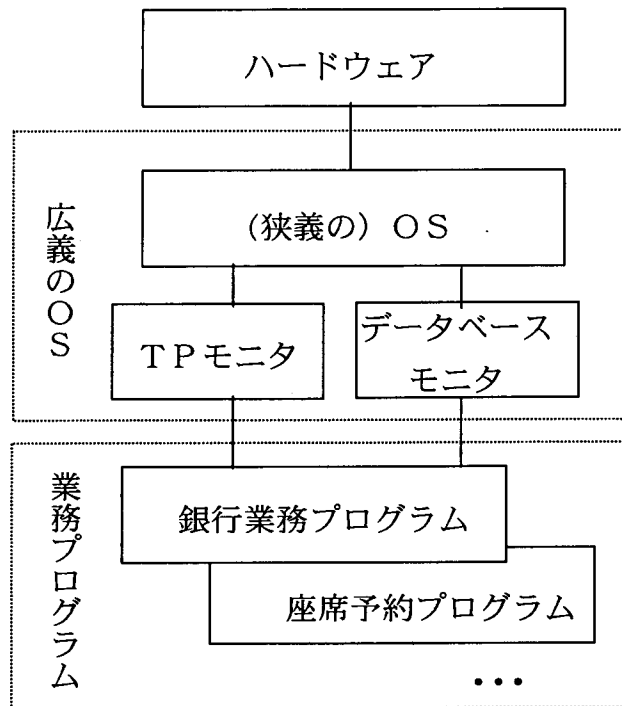 ハードウェア
広義のＯＳ
（狭義の）ＯＳ
ＴＰモニタ
データベース
モニタ
業務プログラム
銀行業務プログラム
座席予約プログラム
・・・